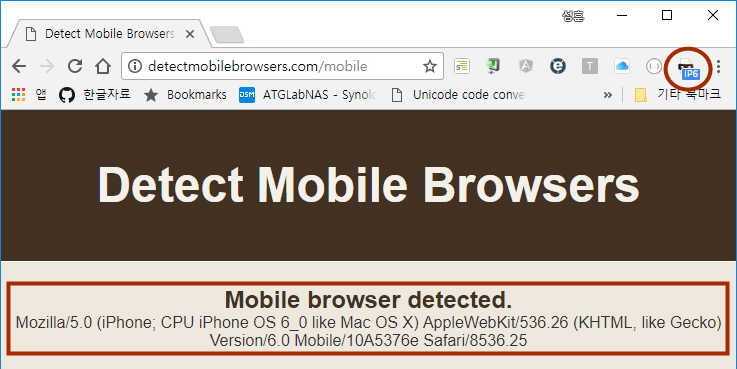 성훈
Detect Mobile Browsers
detectmobilebrowsers.com/mobile
T
IP6
앱
한글자료
Bookmarks
DSM
ATGLabNAS - Synolo
Unicode code conve
»
기타 북마크
Detect Mobile Browsers
Mobile browser detected.
Mozilla/5.0 (iPhone; CPU iPhone OS 6_0 like Mac OS X) AppleWebKit/536.26 (KHTML, like Gecko)
Version/6.0 Mobile/10A5376e Safari/8536.25